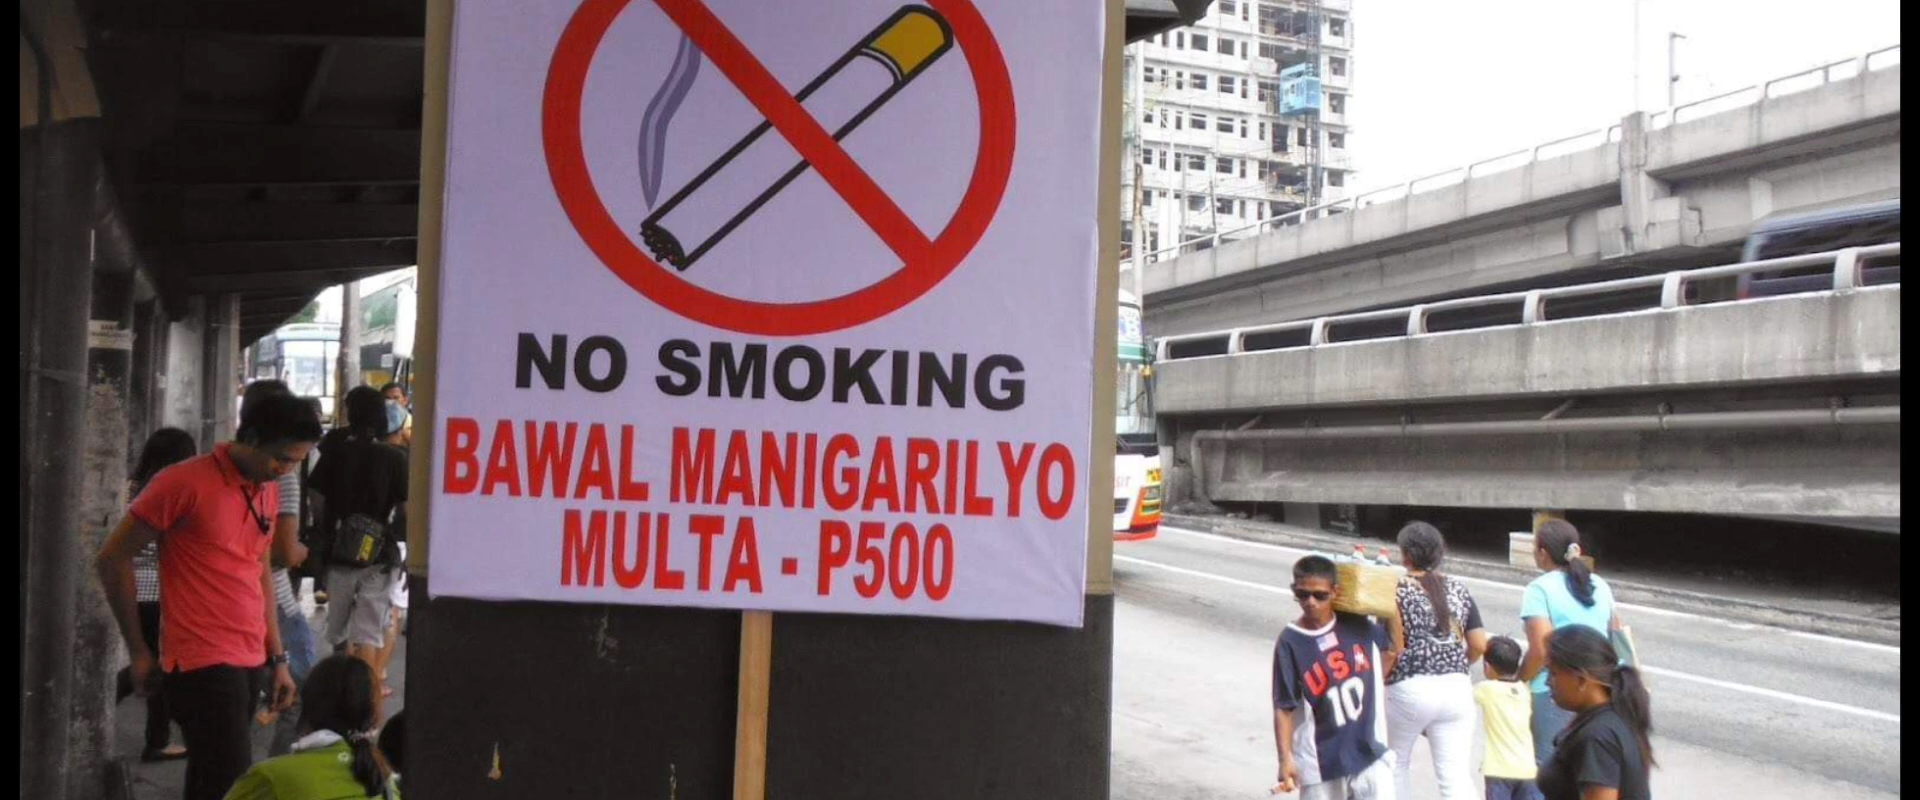 NO SMOKING
BAWAL MANIGARILYO
MULTA - P500
USA
10